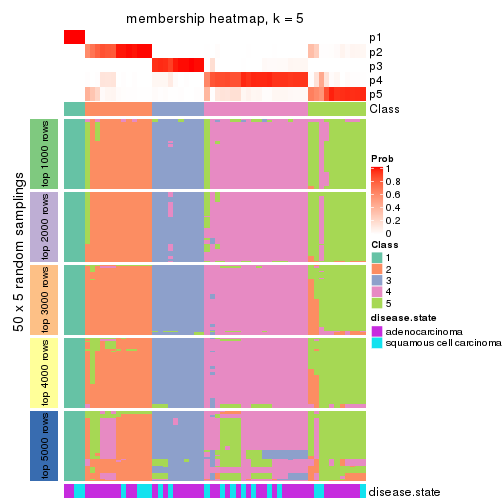 membership heatmap, k = 5
p1
p2
p3
p4
p5
Class
50 x 5 random samplings
top 1000 rows
top 2000 rows
top 3000 rows
top 4000 rows
top 5000 rows
disease.state
Prob
1
0.8
0.6
0.4
0.2
0
Class
1
2
3
4
5
disease.state
adenocarcinoma
squamous cell carcinoma